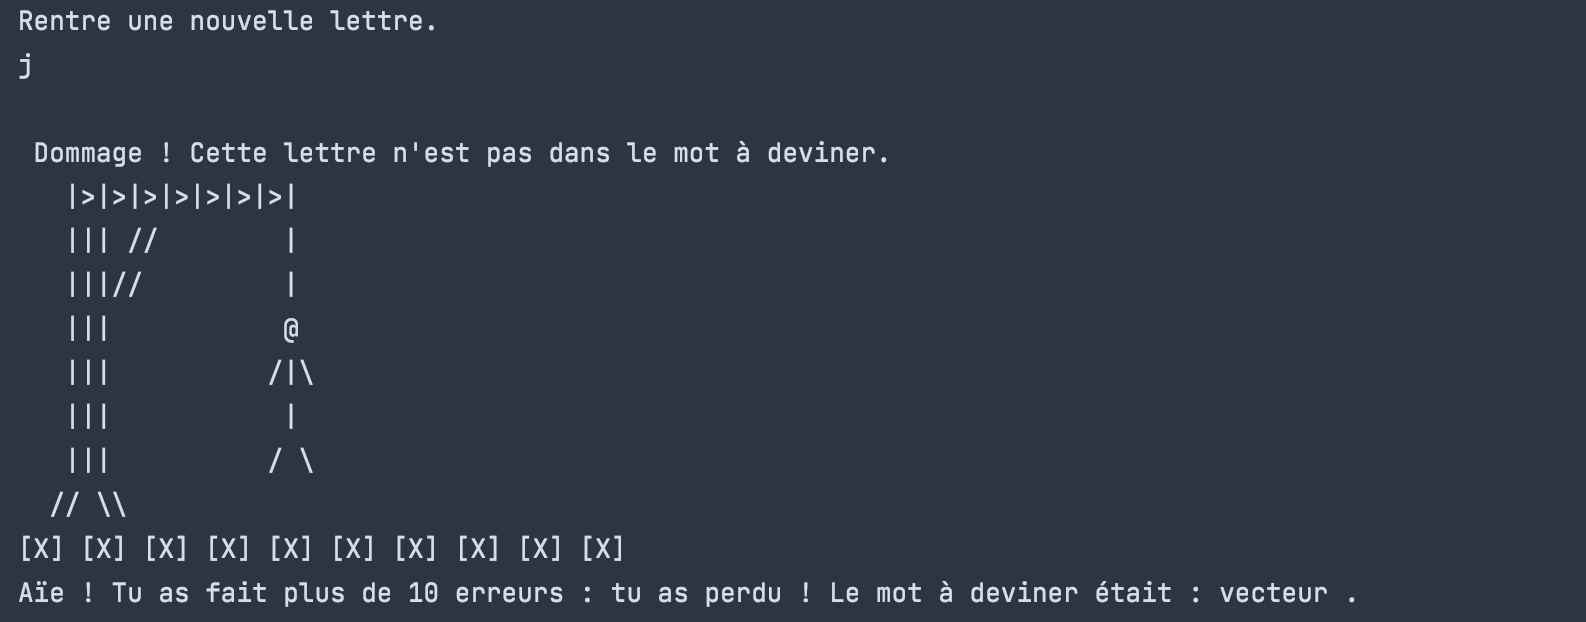 Rentre une nouvelle lettre.
j
 Dommage ! Cette lettre n'est pas dans le mot à deviner.
   |>|>|>|>|>|>|>|
   ||| //        |
   |||//         |
   |||           @
   |||          /|\
   |||           |
   |||          / \
  // \\
[X] [X] [X] [X] [X] [X] [X] [X] [X] [X]
Aïe ! Tu as fait plus de 10 erreurs : tu as perdu ! Le mot à deviner était : vecteur .